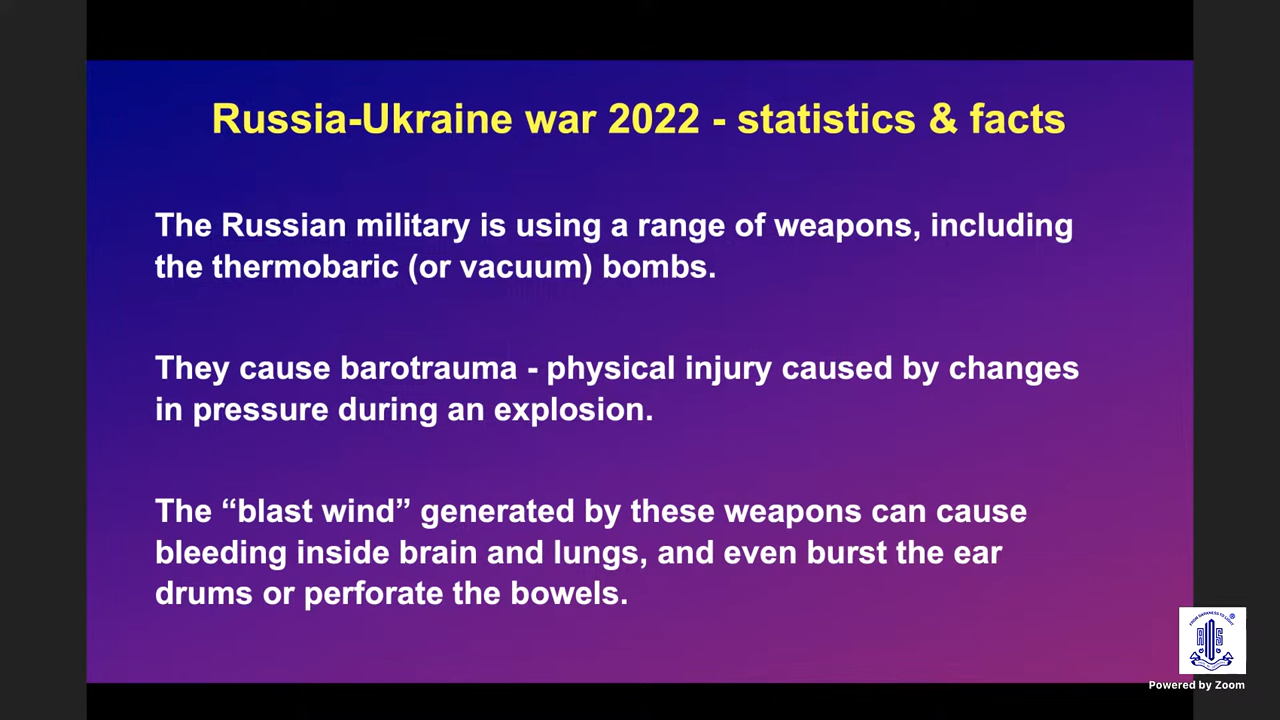 Russia-Ukraine war 2022 - statistics & facts
The Russian military is using a range of weapons, including
the thermobaric (or vacuum) bombs.
They cause barotrauma - physical injury caused by changes
in pressure during an explosion.
The “blast wind” generated by these weapons can cause
bleeding inside brain and lungs, and even burst the ear
drums or perforate the bowels.
Powered by Zoom